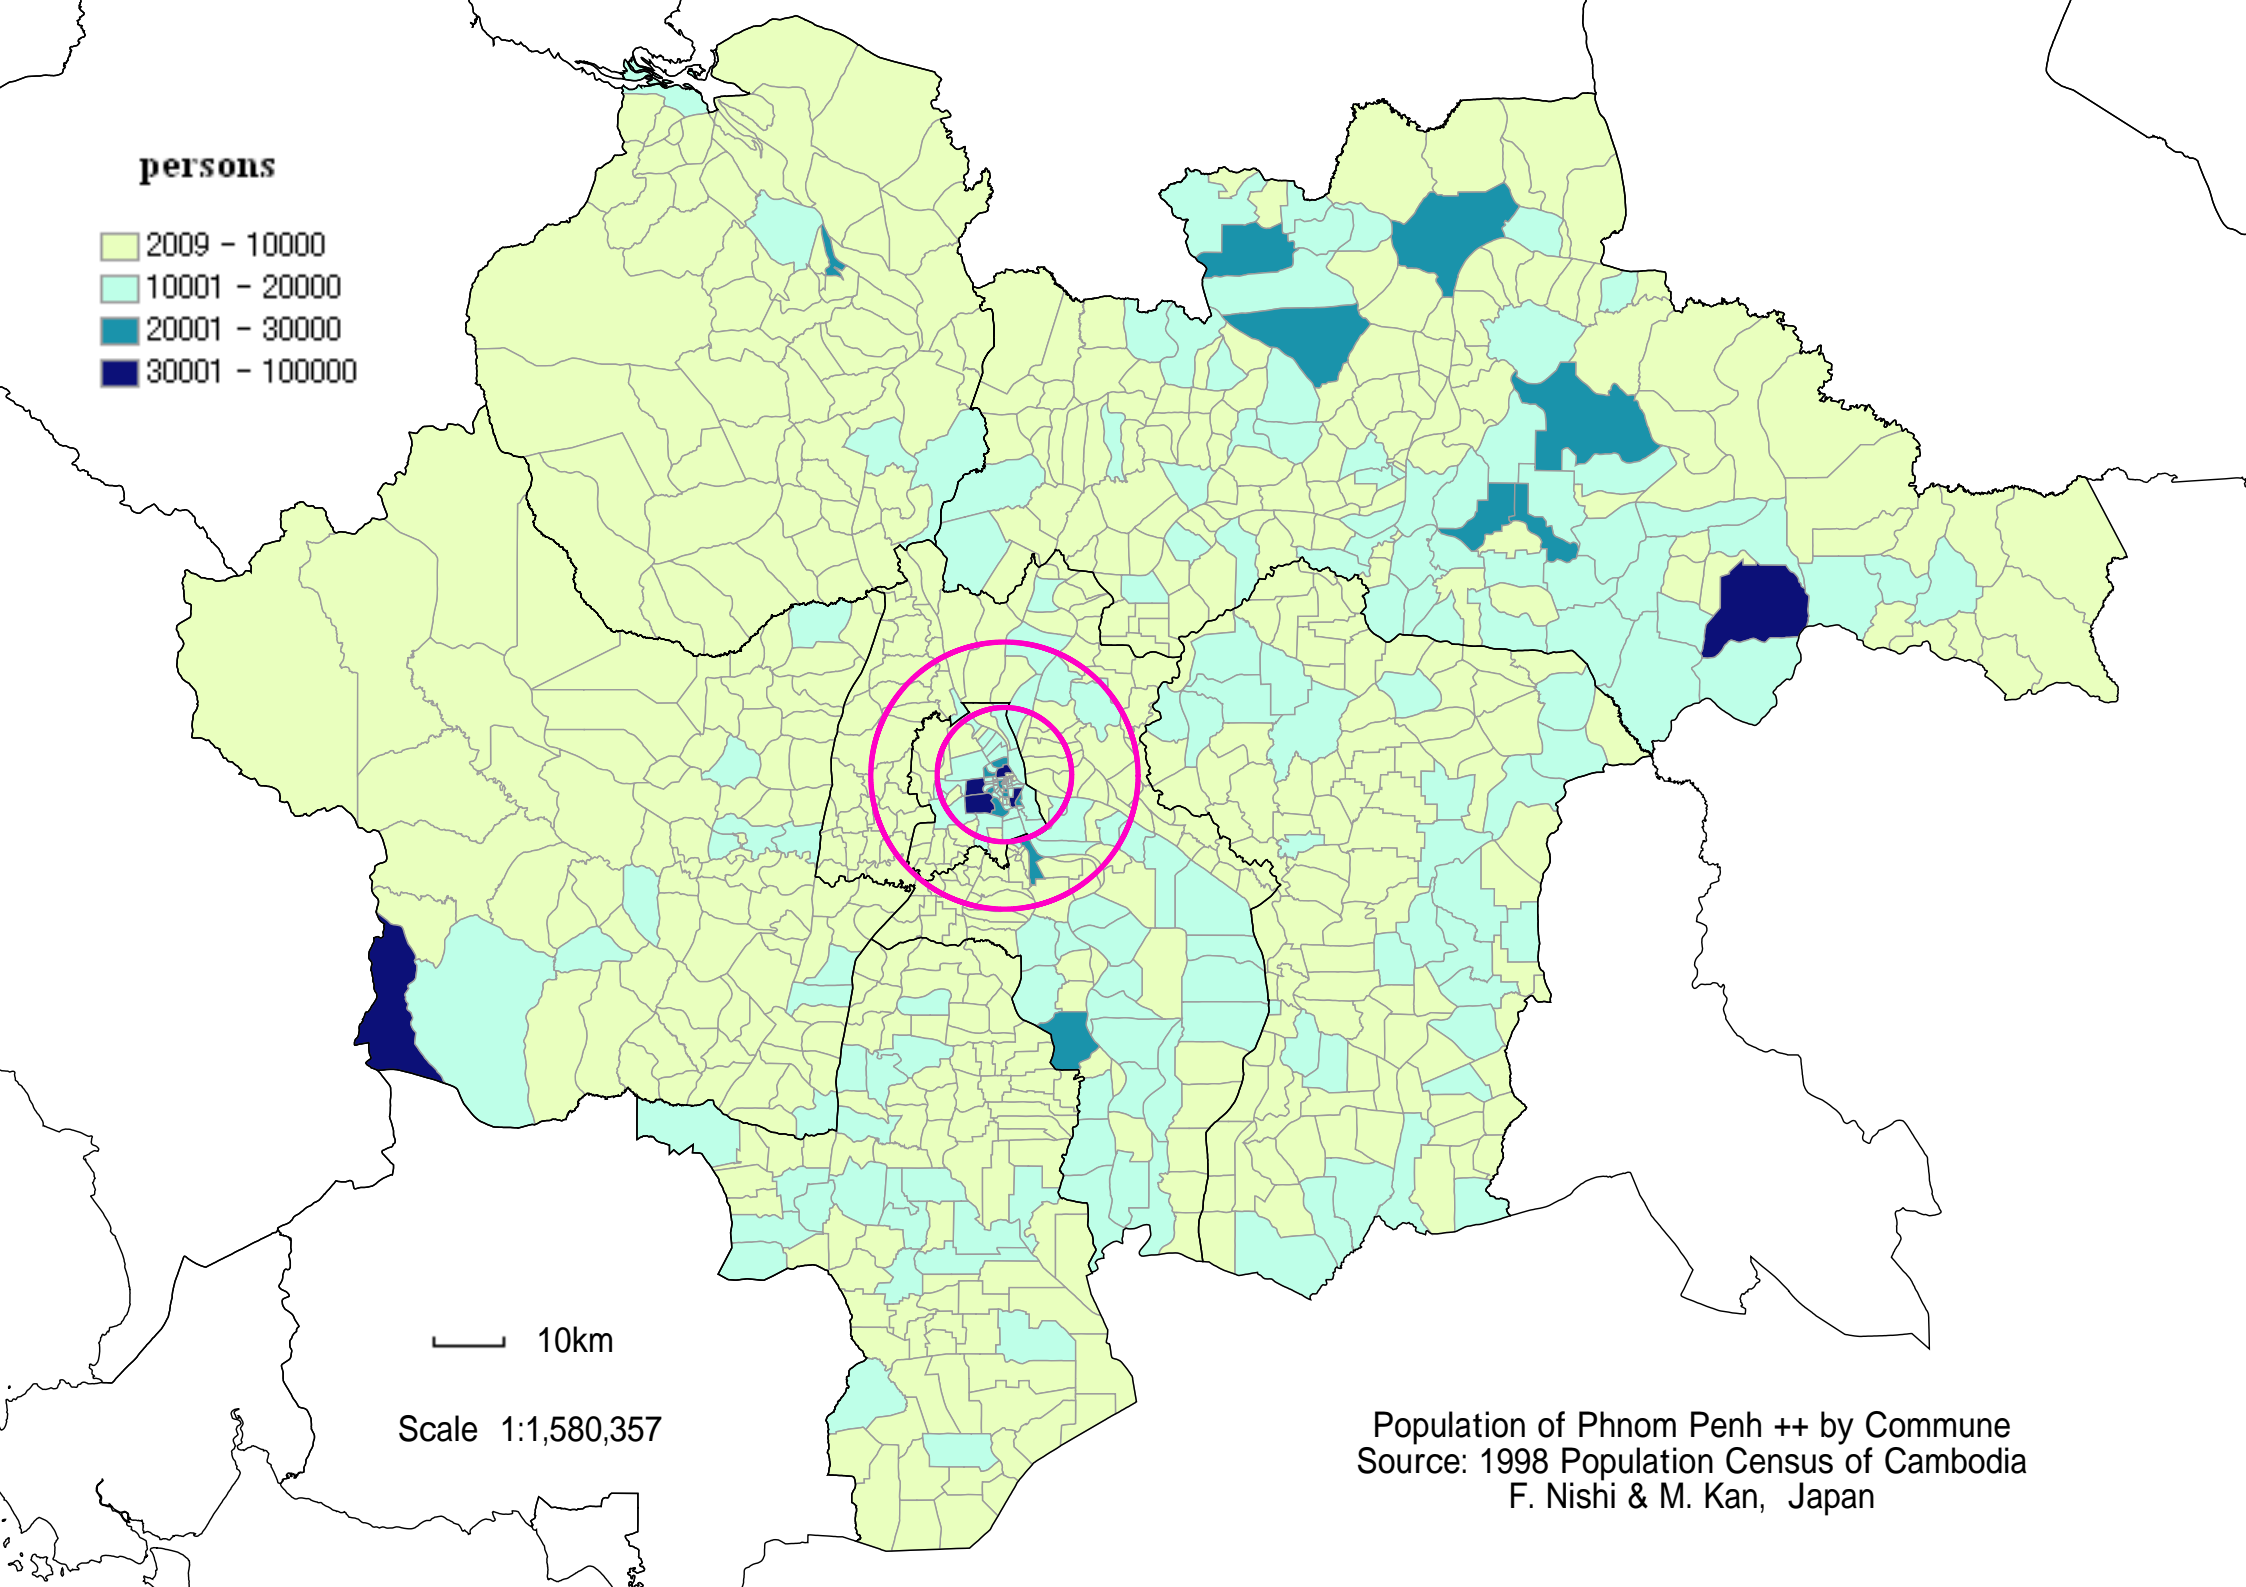 persons
2009 - 10000
10001 - 20000
20001 - 30000
30001 - 100000
10km
Scale 1:1,580,357
Population of Phnom Penh ++ by Commune
Source: 1998 Population Census of Cambodia
F. Nishi & M. Kan, Japan